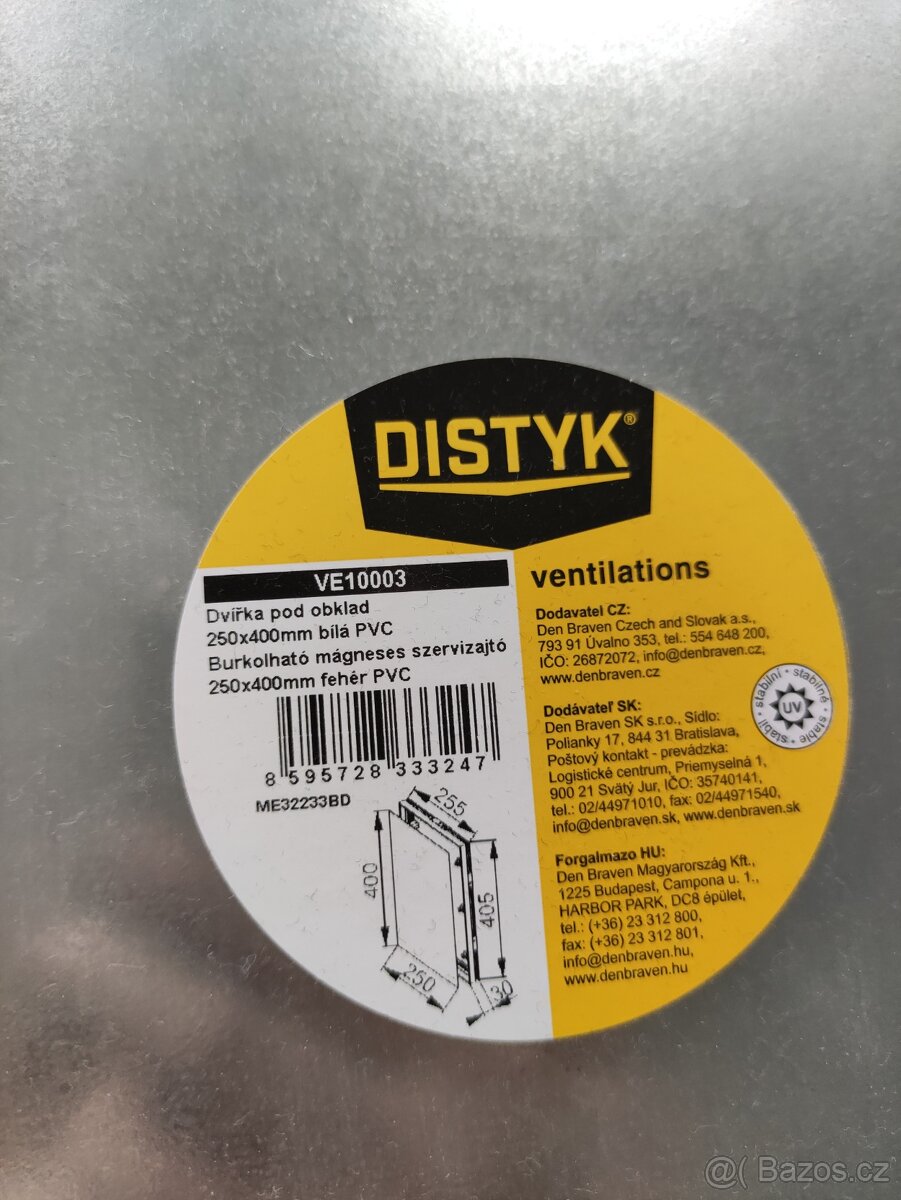 DISTYK®
VE10003
Dvířka pod obklad
250x400mm bílá PVC
Burkolható mágneses szervizajtó
250x400mm fehér PVC
8 595728 333247
ME32233BD
255
400
405
250
30
ventilations
Dodavatel CZ:
Den Braven Czech and Slovak a.s.,
793 91 Úvalno 353, tel.: 554 648 200,
IČO: 26872072, info@denbraven.cz,
www.denbraven.cz
Dodávateľ SK:
Den Braven SK s.r.o., Sídlo:
Polianky 17, 844 31 Bratislava,
Poštový kontakt - prevádzka:
Logistické centrum, Priemyselná 1,
900 21 Svätý Jur, IČO: 35740141,
tel.: 02/44971010, fax: 02/44971540,
info@denbraven.sk, www.denbraven.sk
stabilní • stabilné • stable • stabil •
UV
Forgalmazo HU:
Den Braven Magyarország Kft.,
1225 Budapest, Campona u. 1.,
HARBOR PARK, DC8 épület,
tel.: (+36) 23 312 800,
fax: (+36) 23 312 801,
info@denbraven.hu,
www.denbraven.hu
@( Bazos.cz